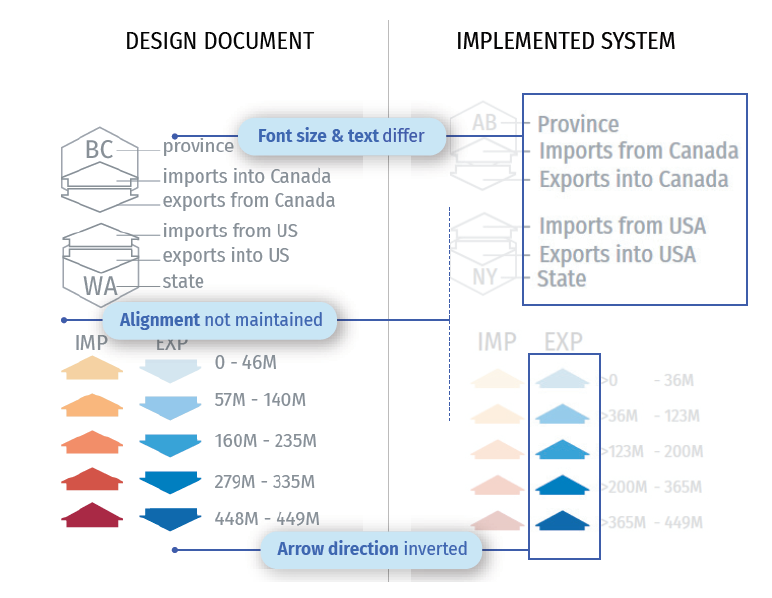 DESIGN DOCUMENT
IMPLEMENTED SYSTEM
BC
province
imports into Canada
exports from Canada
imports from US
exports into US
WA
state
Font size & text differ
AB
Province
Imports from Canada
Exports into Canada
Imports from USA
Exports into USA
NY
State
Alignment not maintained
IMP EXP
0 - 46M
57M - 140M
160M - 235M
279M - 335M
448M - 449M
IMP EXP
>0 - 36M
>36M - 123M
>123M - 200M
>200M - 365M
>365M - 449M
Arrow direction inverted